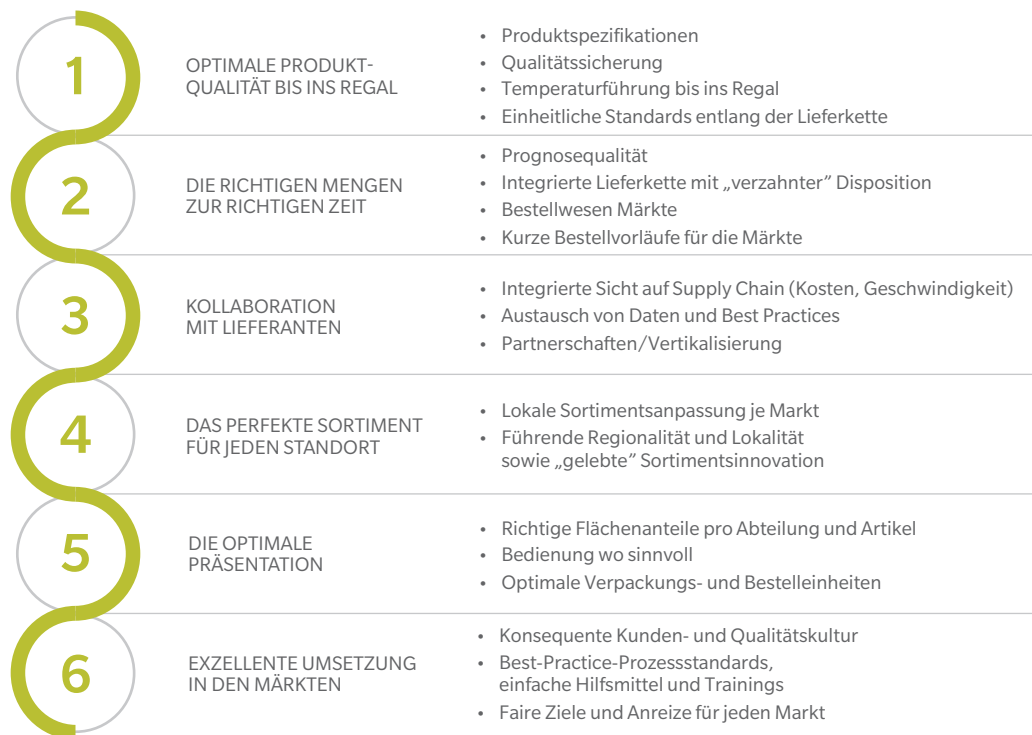 1
OPTIMALE PRODUKT-
QUALITÄT BIS INS REGAL
• Produktspezifikationen
• Qualitätssicherung
• Temperaturführung bis ins Regal
• Einheitliche Standards entlang der Lieferkette
2
DIE RICHTIGEN MENGEN
ZUR RICHTIGEN ZEIT
• Prognosequalität
• Integrierte Lieferkette mit „verzahnter” Disposition
• Bestellwesen Märkte
• Kurze Bestellvorläufe für die Märkte
3
KOLLABORATION
MIT LIEFERANTEN
• Integrierte Sicht auf Supply Chain (Kosten, Geschwindigkeit)
• Austausch von Daten und Best Practices
• Partnerschaften/Vertikalisierung
4
DAS PERFEKTE SORTIMENT
FÜR JEDEN STANDORT
• Lokale Sortimentsanpassung je Markt
• Führende Regionalität und Lokalität
sowie „gelebte” Sortimentsinnovation
5
DIE OPTIMALE
PRÄSENTATION
• Richtige Flächenanteile pro Abteilung und Artikel
• Bedienung wo sinnvoll
• Optimale Verpackungs- und Bestelleinheiten
6
EXZELLENTE UMSETZUNG
IN DEN MÄRKTEN
• Konsequente Kunden- und Qualitätskultur
• Best-Practice-Prozessstandards,
einfache Hilfsmittel und Trainings
• Faire Ziele und Anreize für jeden Markt